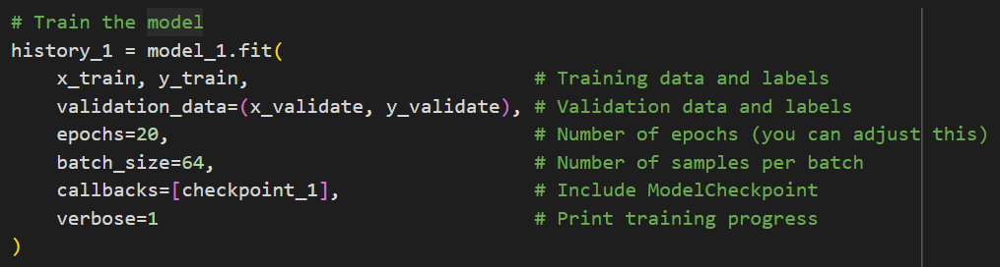 # Train the model
history_1 = model_1.fit(
    x_train, y_train,                         # Training data and labels
    validation_data=(x_validate, y_validate), # Validation data and labels
    epochs=20,                                # Number of epochs (you can adjust this)
    batch_size=64,                            # Number of samples per batch
    callbacks=[checkpoint_1],                 # Include ModelCheckpoint
    verbose=1                                 # Print training progress
)